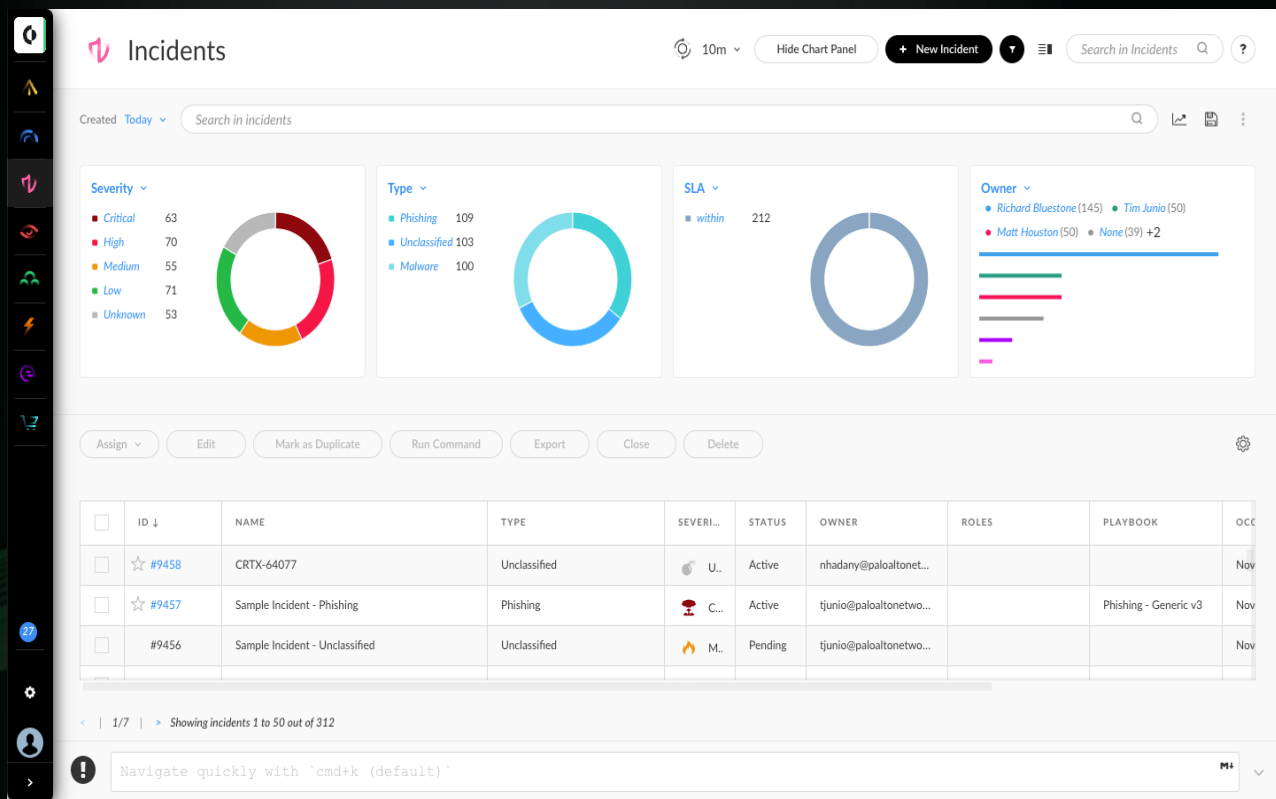 Incidents
10m
Hide Chart Panel
+ New Incident
Search in Incidents
?
Created Today
Search in incidents
Severity
Critical 63
High 70
Medium 55
Low 71
Unknown 53
Type
Phishing 109
Unclassified 103
Malware 100
SLA
within 212
Owner
Richard Bluestone (145) Tim Junio (50)
Matt Houston (50) None (39) +2
Assign Edit Mark as Duplicate Run Command Export Close Delete
ID ↓ NAME TYPE SEVERI... STATUS OWNER ROLES PLAYBOOK OCC
#9458 CRTX-64077 Unclassified U.. Active nhadany@paloaltonet... Nov
#9457 Sample Incident - Phishing Phishing C... Active tjunio@paloaltonetwo... Phishing - Generic v3 Nov
#9456 Sample Incident - Unclassified Unclassified M.. Pending tjunio@paloaltonetwo... Nov
27
< | 1/7 | > Showing incidents 1 to 50 out of 312
! Navigate quickly with `cmd+k (default)` M↓